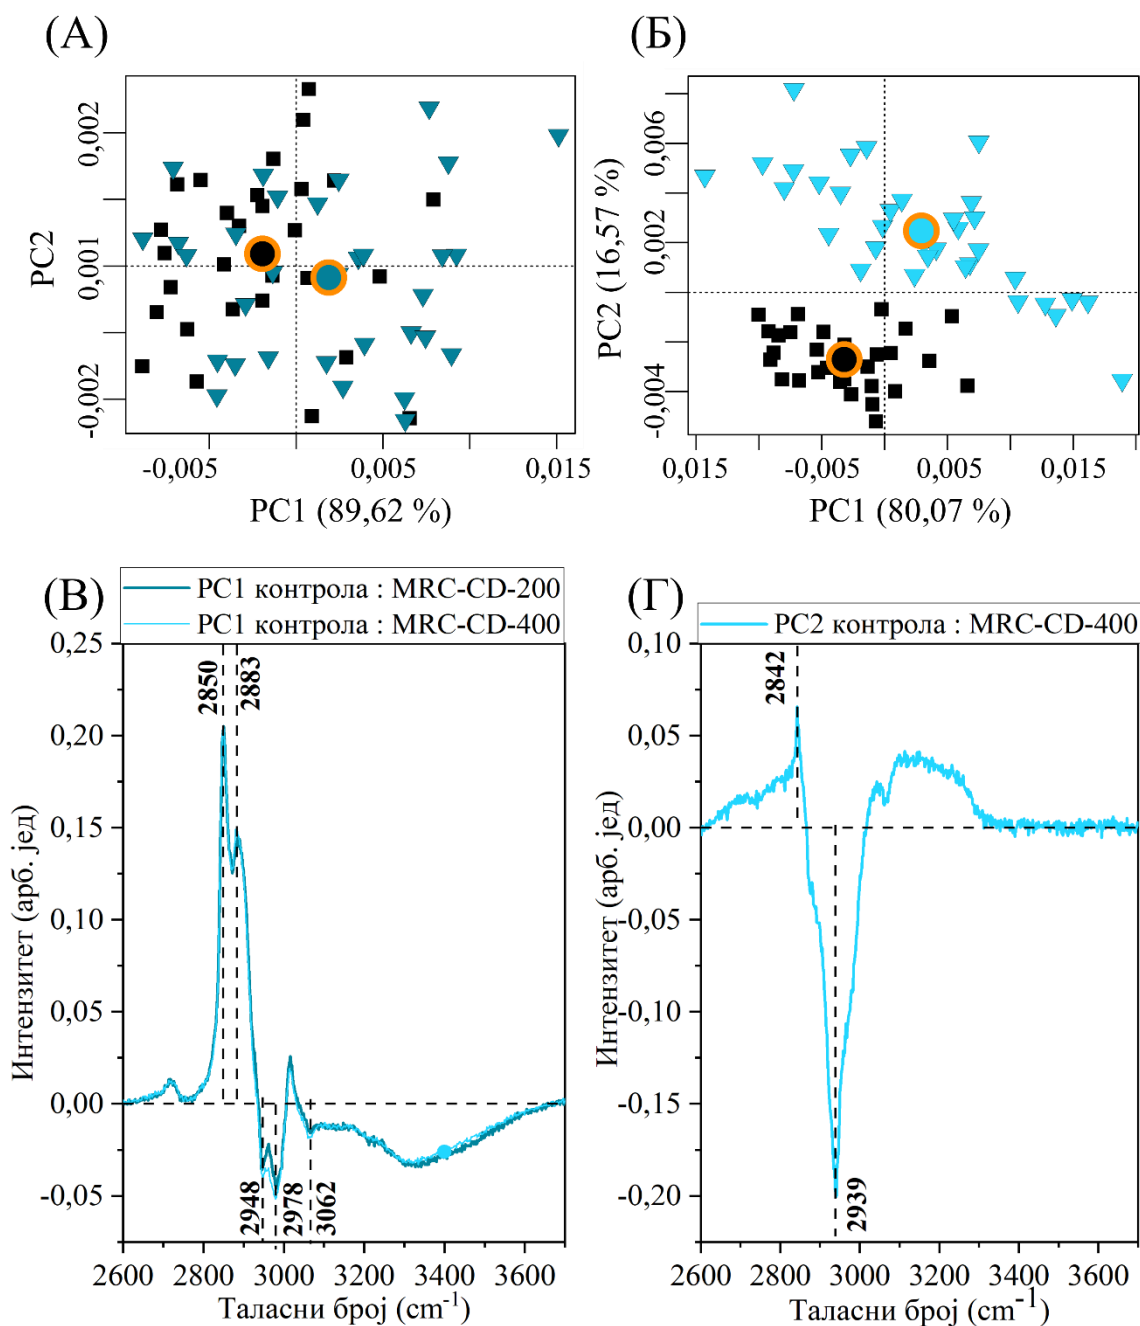 (А)
(Б)
0,002
0,001
-0,002
PC2
-0,005
0,005
0,015
PC1 (89,62 %)
0,006
0,002
-0,004
PC2 (16,57 %)
0,015
-0,005
0,005
0,015
PC1 (80,07 %)
(В)
PC1 контрола : MRC-CD-200
PC1 контрола : MRC-CD-400
0,25
0,20
0,15
0,10
0,05
0,00
-0,05
2850
2883
2948
2978
3062
Интензитет (арб. јед)
2600 2800 3000 3200 3400 3600
Таласни број (cm⁻¹)
(Г)
PC2 контрола : MRC-CD-400
0,10
0,05
0,00
-0,05
-0,10
-0,15
-0,20
2842
2939
Интензитет (арб. јед)
2600 2800 3000 3200 3400 3600
Таласни број (cm⁻¹)